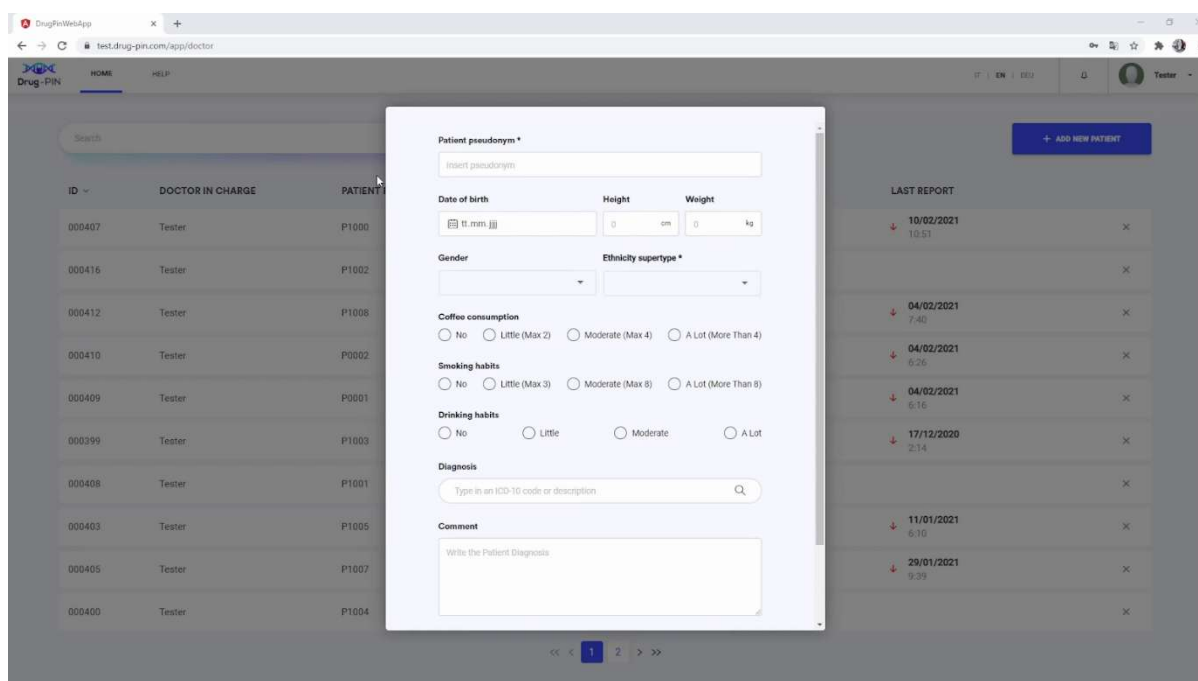 DrugPinWebApp
test.drug-pin.com/app/doctor
Drug-PIN
HOME
HELP
IT | EN | DEU
Tester
Search
+ ADD NEW PATIENT
ID
DOCTOR IN CHARGE
PATIENT
LAST REPORT
000407 Tester P1000 10/02/2021
10:51
000416 Tester P1002
000412 Tester P1008 04/02/2021
7:40
000410 Tester P0002 04/02/2021
6:26
000409 Tester P0001 04/02/2021
6:16
000399 Tester P1003 17/12/2020
2:14
000408 Tester P1001
000403 Tester P1005 11/01/2021
6:10
000405 Tester P1007 29/01/2021
9:39
000400 Tester P1004
Patient pseudonym *
Insert pseudonym
Date of birth Height Weight
tt.mm.jjjj 0 cm 0 kg
Gender Ethnicity supertype *
Coffee consumption
No Little (Max 2) Moderate (Max 4) A Lot (More Than 4)
Smoking habits
No Little (Max 3) Moderate (Max 8) A Lot (More Than 8)
Drinking habits
No Little Moderate A Lot
Diagnosis
Type in an ICD-10 code or description
Comment
Write the Patient Diagnosis
<< < 1 2 > >>